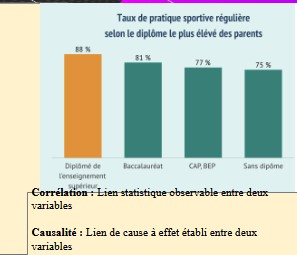 Taux de pratique sportive régulière
selon le diplôme le plus élévé des parents
88 %
81 %
77 %
75 %
Diplômé de
l'enseignement
supérieur
Baccalauréat
CAP, BEP
Sans diplôme
Corrélation : Lien statistique observable entre deux
variables
Causalité : Lien de cause à effet établi entre deux
variables